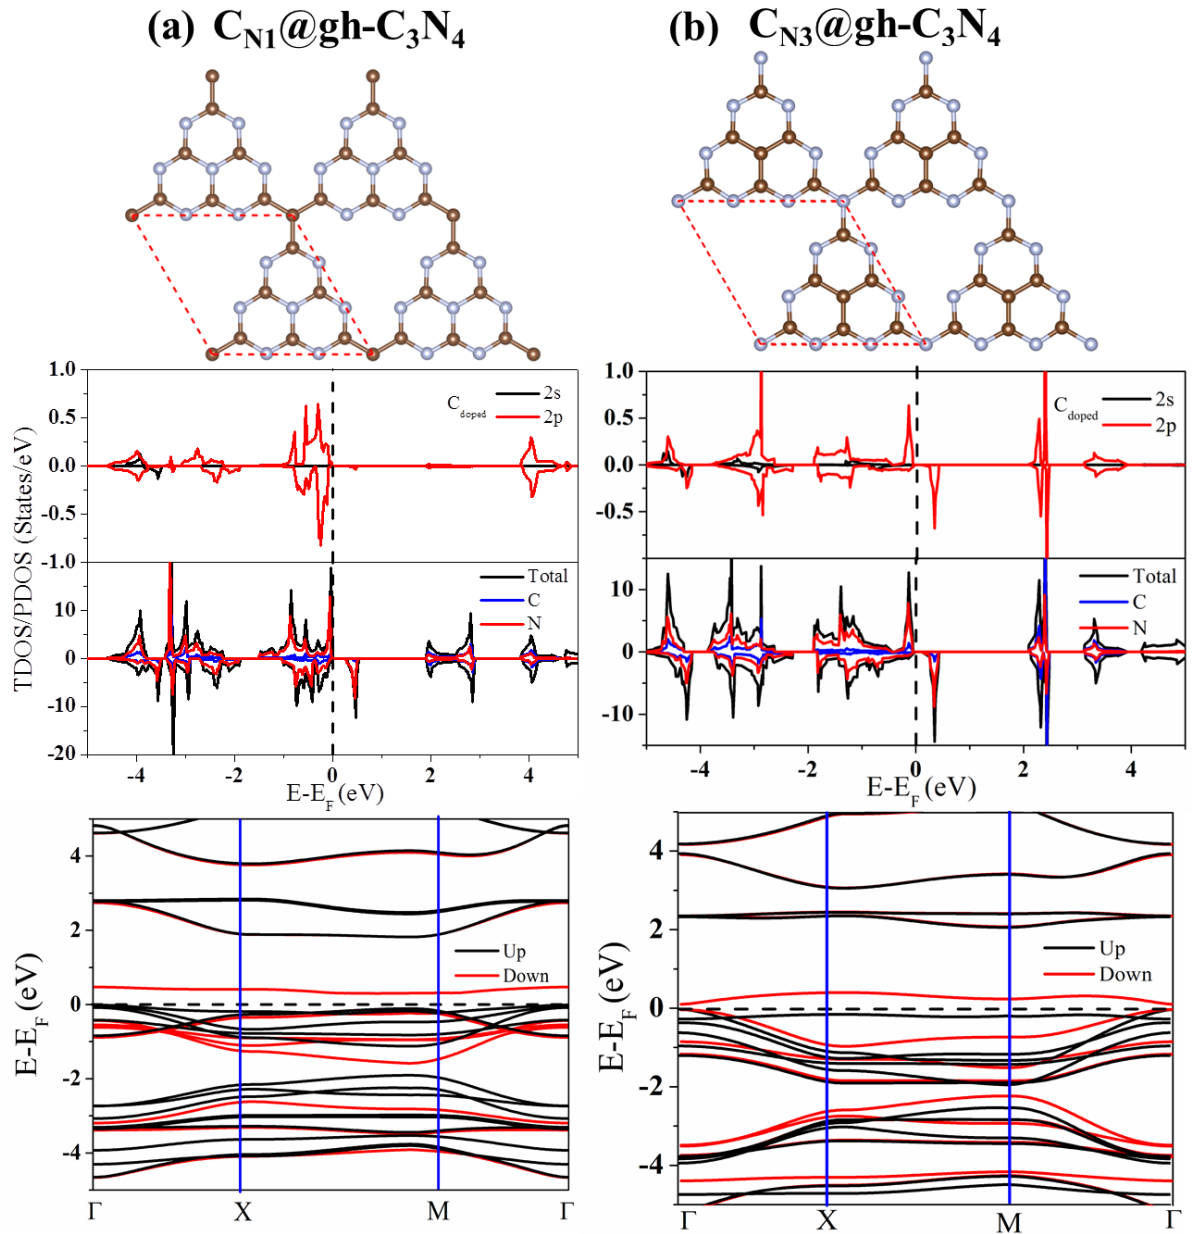 (a) C_N1@gh-C₃N₄
(b) C_N3@gh-C₃N₄
TDOS/PDOS (States/eV)
1.0
0.5
0.0
-0.5
-1.0
C_doped
2s
2p
10
0
-10
-20
Total
C
N
-4
-2
0
2
4
E-E_F (eV)
1.0
0.5
0.0
-0.5
C_doped
2s
2p
10
0
-10
Total
C
N
-4
-2
0
2
4
E-E_F (eV)
E-E_F (eV)
4
2
0
-2
-4
Up
Down
Γ X M Γ
E-E_F (eV)
4
2
0
-2
-4
Up
Down
Γ X M Γ